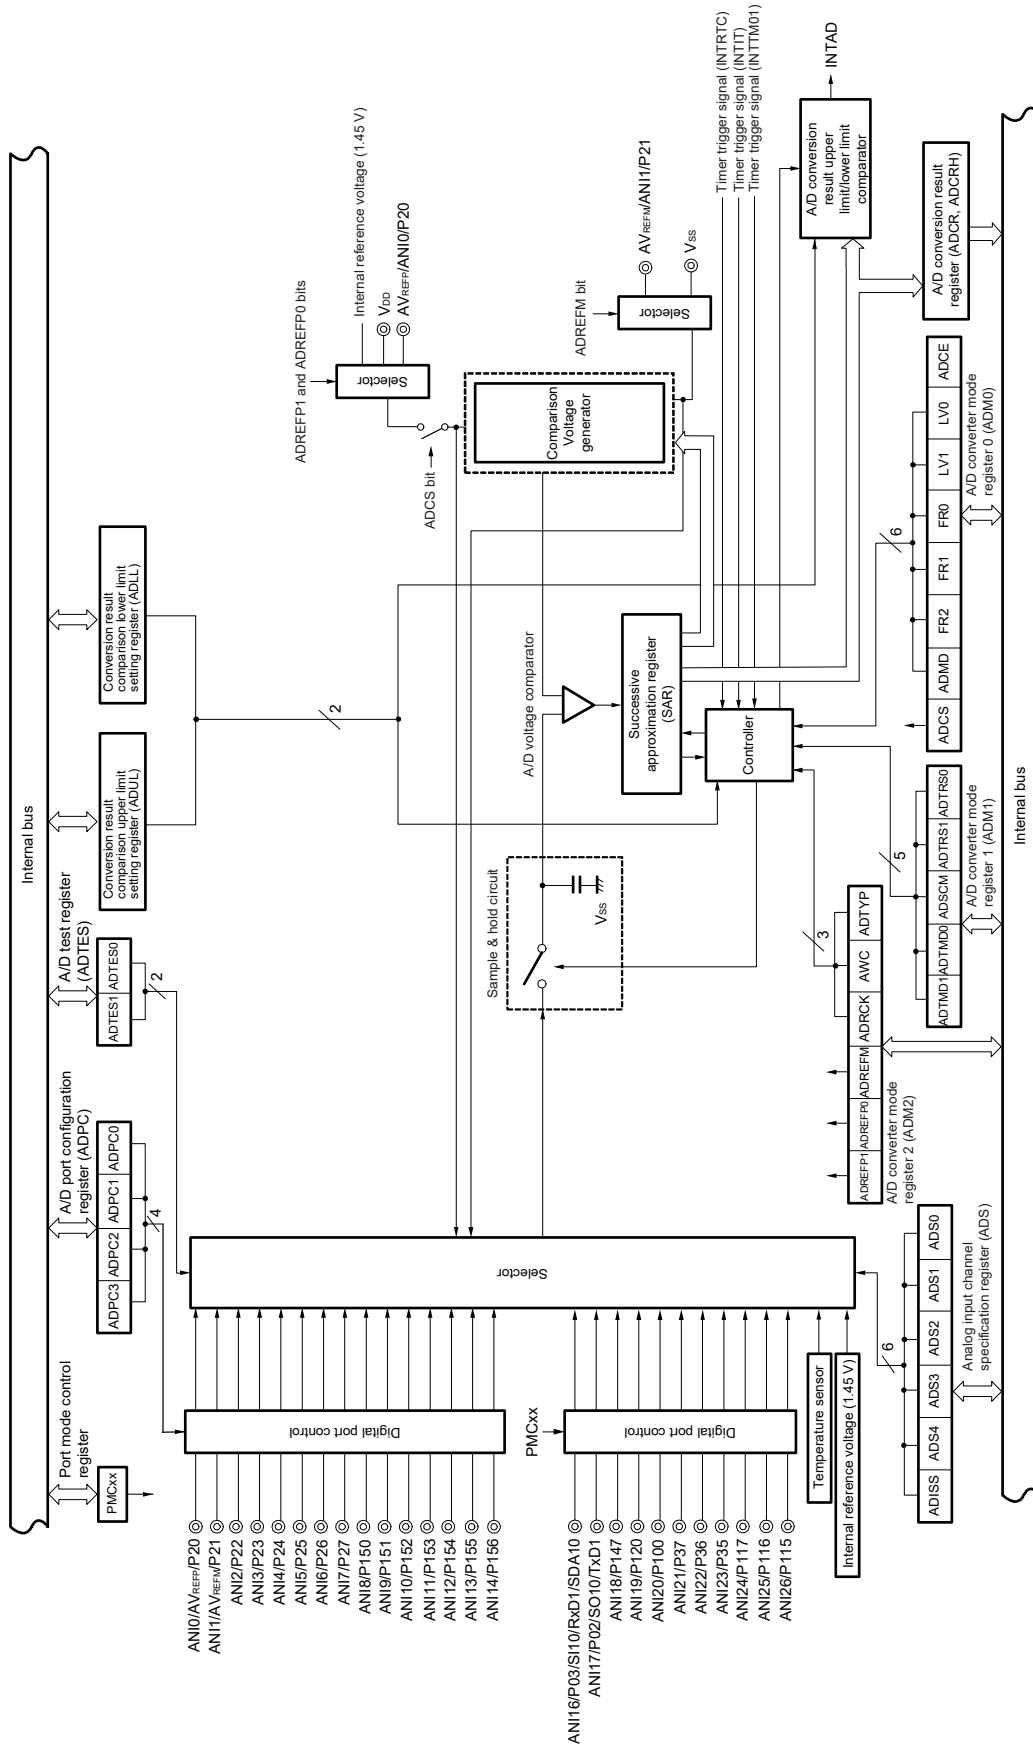 Internal bus
Port mode control
register
PMCxx
A/D port configuration
register (ADPC)
ADPC3
ADPC2
ADPC1
ADPC0
4
A/D test register
(ADTES)
ADTES1
ADTES0
2
Conversion result
comparison upper limit
setting register (ADUL)
Conversion result
comparison lower limit
setting register (ADLL)
2
ADREFP1 and ADREFP0 bits
Internal reference voltage (1.45 V)
VDD
AVREFP/ANI0/P20
Selector
ADCS bit
ANI0/AVREFP/P20
ANI1/AVREFM/P21
ANI2/P22
ANI3/P23
ANI4/P24
ANI5/P25
ANI6/P26
ANI7/P27
ANI8/P150
ANI9/P151
ANI10/P152
ANI11/P153
ANI12/P154
ANI13/P155
ANI14/P156
Digital port control
Selector
Sample & hold circuit
VSS
A/D voltage comparator
Comparison
Voltage
generator
ADREFM bit
Selector
AVREFM/ANI1/P21
VSS
Successive
approximation register
(SAR)
Controller
Timer trigger signal (INTRTC)
Timer trigger signal (INTIT)
Timer trigger signal (INTTM01)
A/D conversion
result upper
limit/lower limit
comparator
INTAD
PMCxx
ANI16/P03/SI10/RxD1/SDA10
ANI17/P02/SO10/TxD1
ANI18/P147
ANI19/P120
ANI20/P100
ANI21/P37
ANI22/P36
ANI23/P35
ANI24/P117
ANI25/P116
ANI26/P115
Digital port control
Temperature sensor
Internal reference voltage (1.45 V)
6
ADISS
ADS4
ADS3
ADS2
ADS1
ADS0
Analog input channel
specification register (ADS)
3
ADREFP1
ADREFP0
ADREFM
ADRCK
AWC
ADTYP
A/D converter mode
register 2 (ADM2)
5
ADTMD1
ADTMD0
ADSCM
ADTRS1
ADTRS0
A/D converter mode
register 1 (ADM1)
6
ADCS
ADMD
FR2
FR1
FR0
LV1
LV0
ADCE
A/D converter mode
register 0 (ADM0)
A/D conversion result
register (ADCR, ADCRH)
Internal bus